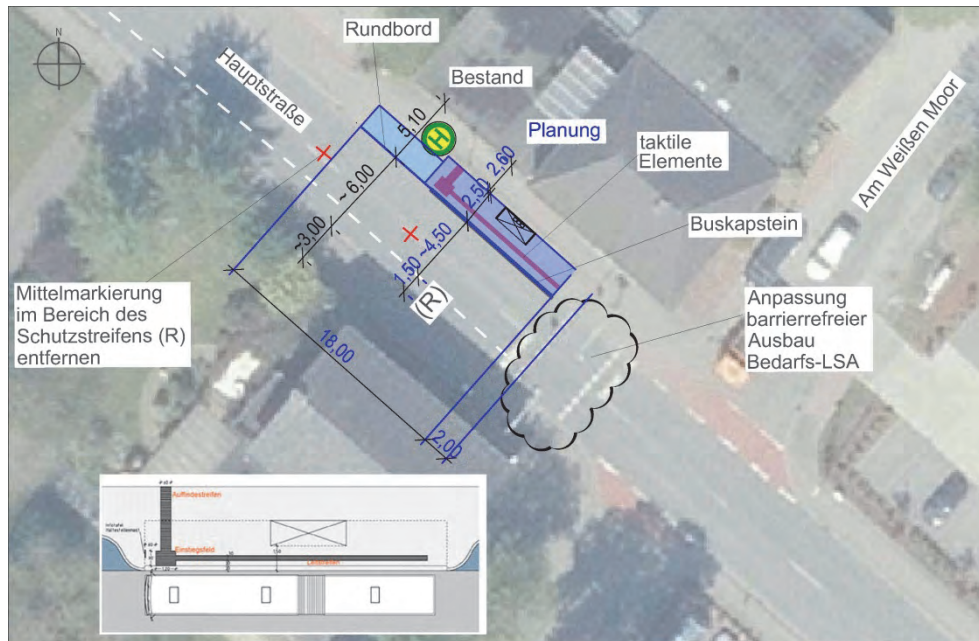 N
Hauptstraße
Rundbord
Bestand
5,10
H
Planung
~ 6,00
~3,00
2,50
2,60
taktile
Elemente
Am Weißen Moor
Buskapstein
1,50
~4,50
(R)
Mittelmarkierung
im Bereich des
Schutzstreifens (R)
entfernen
18,00
2,00
Anpassung
barrierrefreier
Ausbau
Bedarfs-LSA
Auffindestreifen
Einstiegsfeld
Leitstreifen